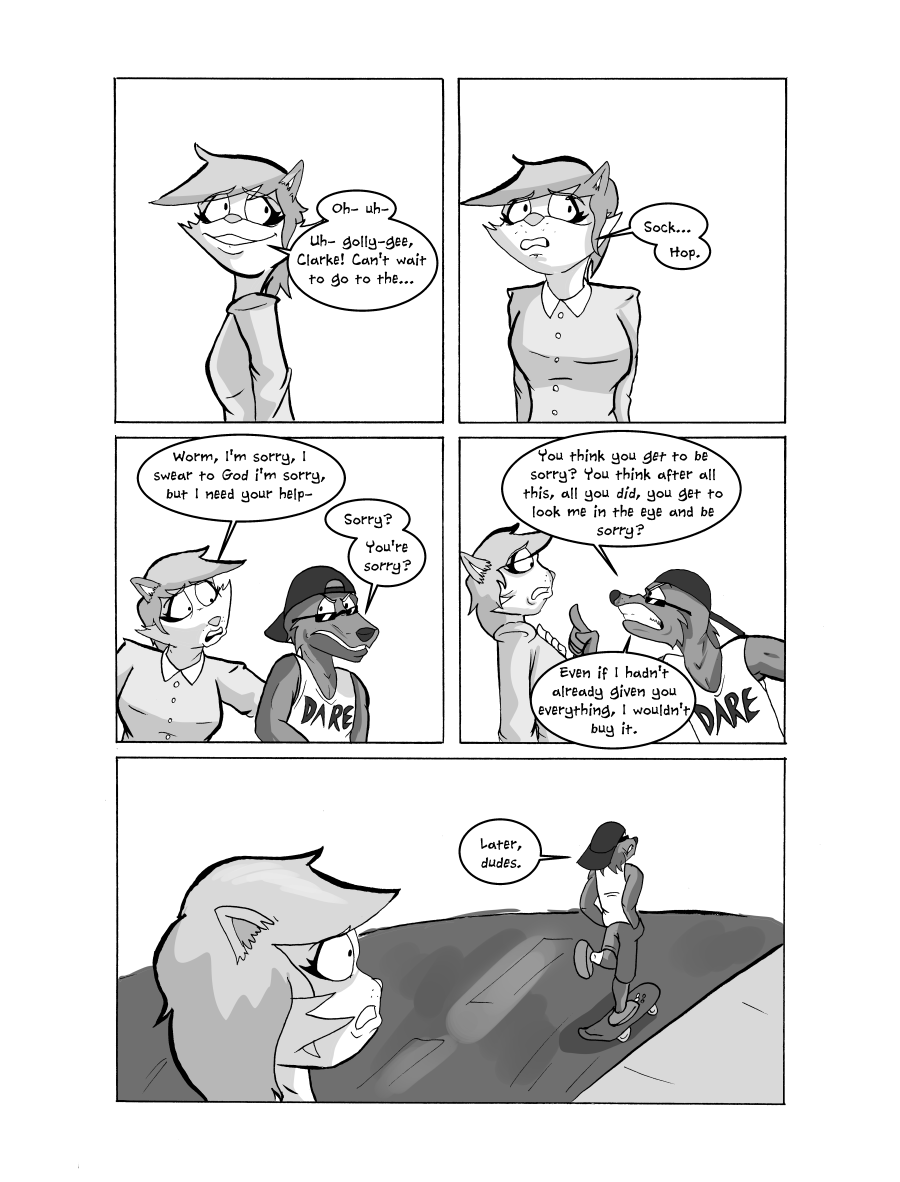 Oh- uh-
Uh- golly-gee,
Clarke! Can't wait
to go to the...
Sock...
Hop.
Worm, I'm sorry, I
swear to God i'm sorry,
but I need your help-
Sorry?
You're
sorry?
DARE
You think you get to be
sorry? You think after all
this, all you did, you get to
look me in the eye and be
sorry?
Even if I hadn't
already given you
everything, I wouldn't
buy it.
DARE
Later,
dudes.